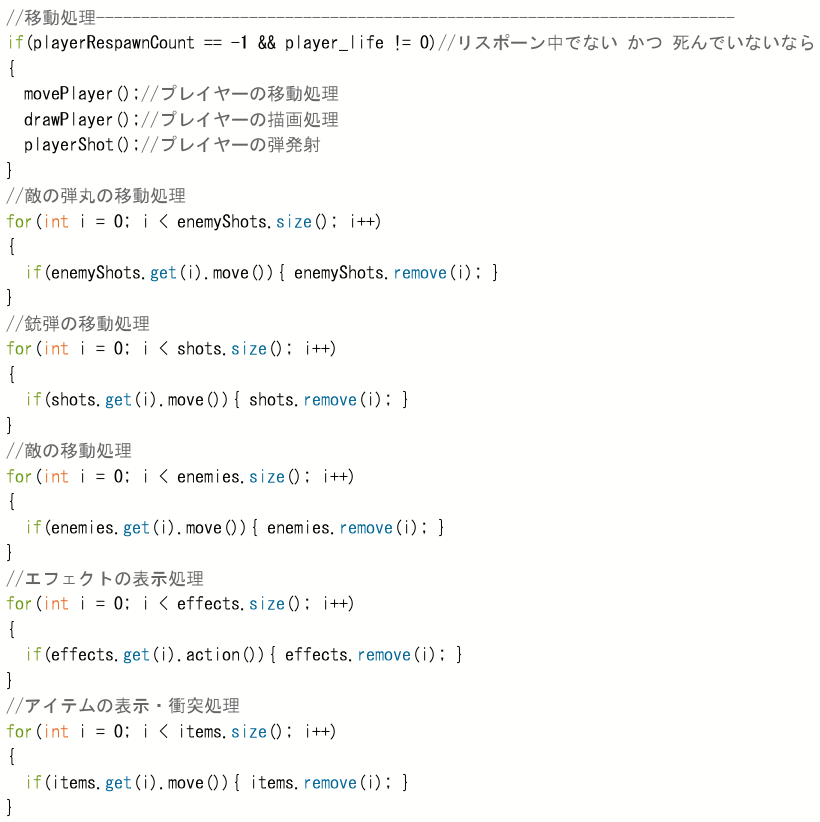 //移動処理-----------------------------------------------------------------------
if(playerRespawnCount == -1 && player_life != 0)//リスポーン中でない かつ 死んでいないなら
{
  movePlayer();//プレイヤーの移動処理
  drawPlayer();//プレイヤーの描画処理
  playerShot();//プレイヤーの弾発射
}
//敵の弾丸の移動処理
for(int i = 0; i < enemyShots.size(); i++)
{
  if(enemyShots.get(i).move()){ enemyShots.remove(i); }
}
//銃弾の移動処理
for(int i = 0; i < shots.size(); i++)
{
  if(shots.get(i).move()){ shots.remove(i); }
}
//敵の移動処理
for(int i = 0; i < enemies.size(); i++)
{
  if(enemies.get(i).move()){ enemies.remove(i); }
}
//エフェクトの表示処理
for(int i = 0; i < effects.size(); i++)
{
  if(effects.get(i).action()){ effects.remove(i); }
}
//アイテムの表示・衝突処理
for(int i = 0; i < items.size(); i++)
{
  if(items.get(i).move()){ items.remove(i); }
}